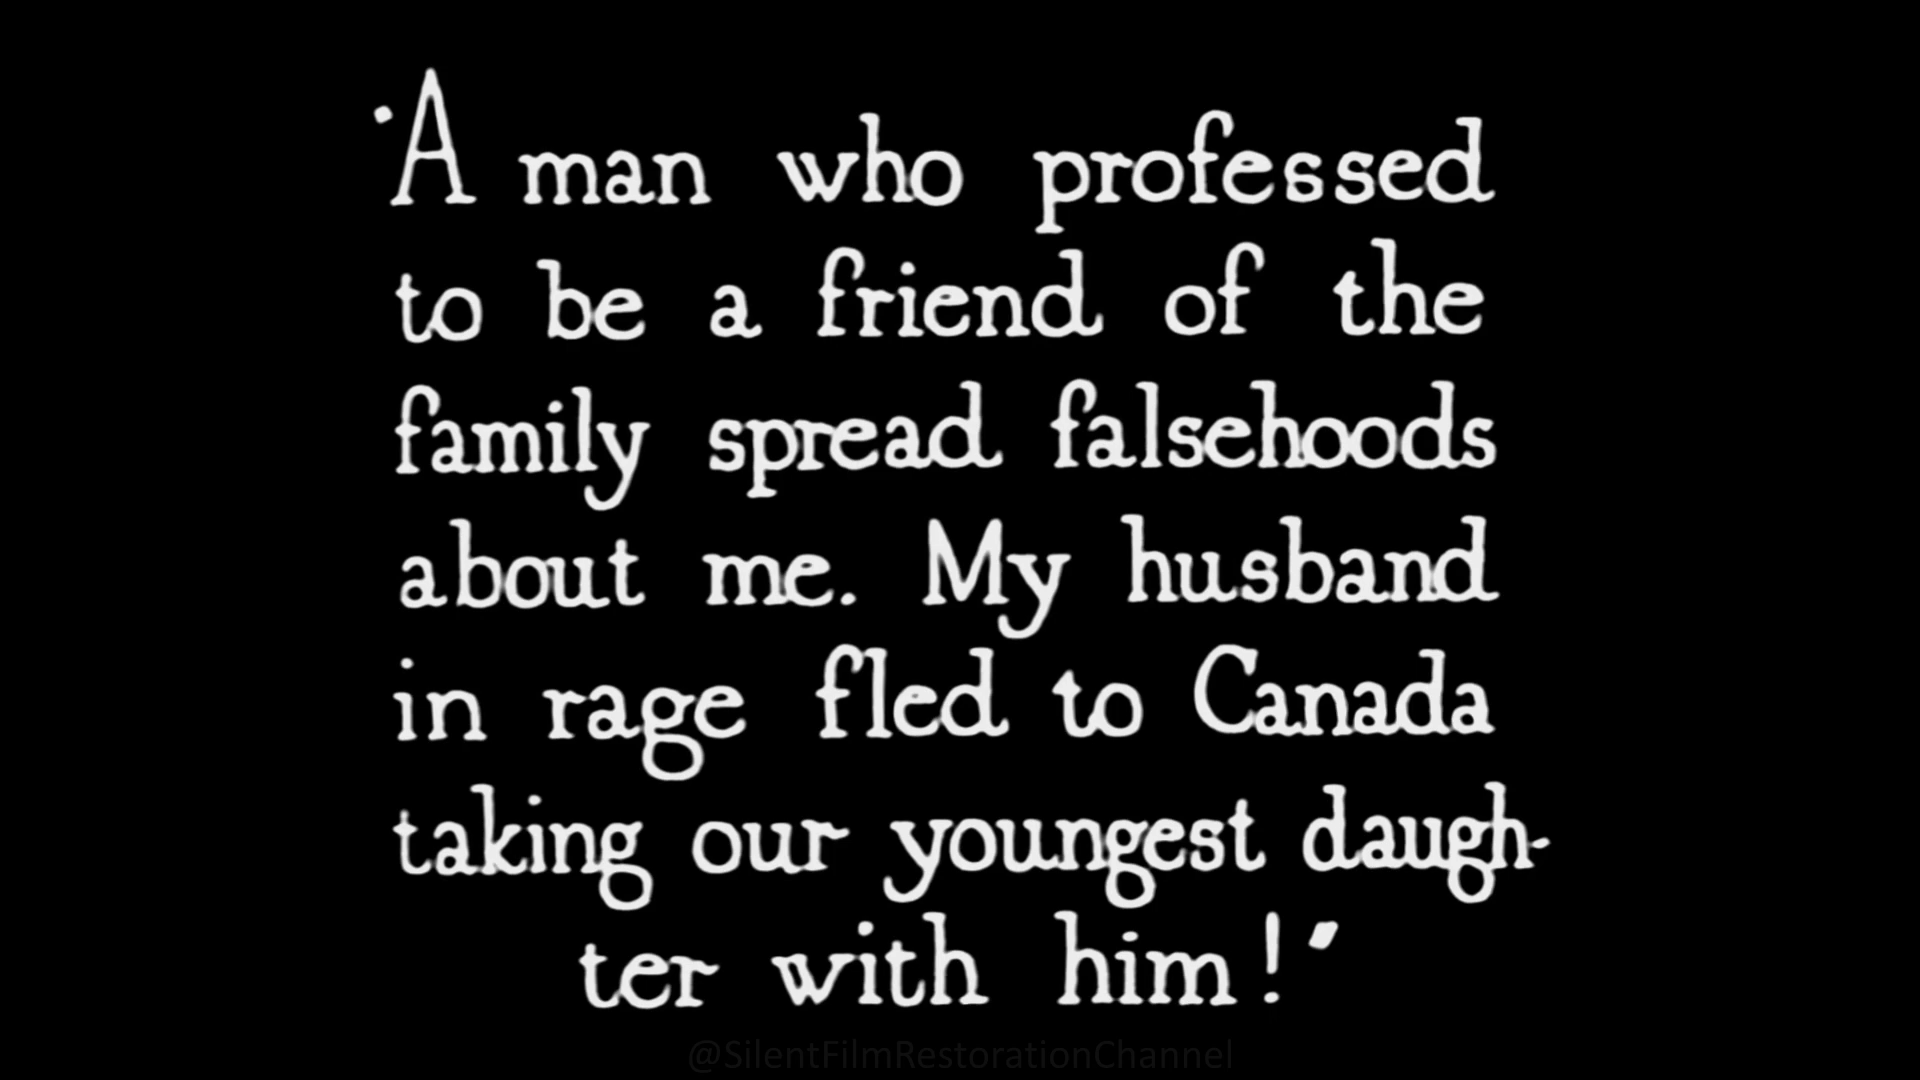 "A man who professed
to be a friend of the
family spread falsehoods
about me. My husband
in rage fled to Canada
taking our youngest daugh-
ter with him!"
@SilentFilmRestorationChannel